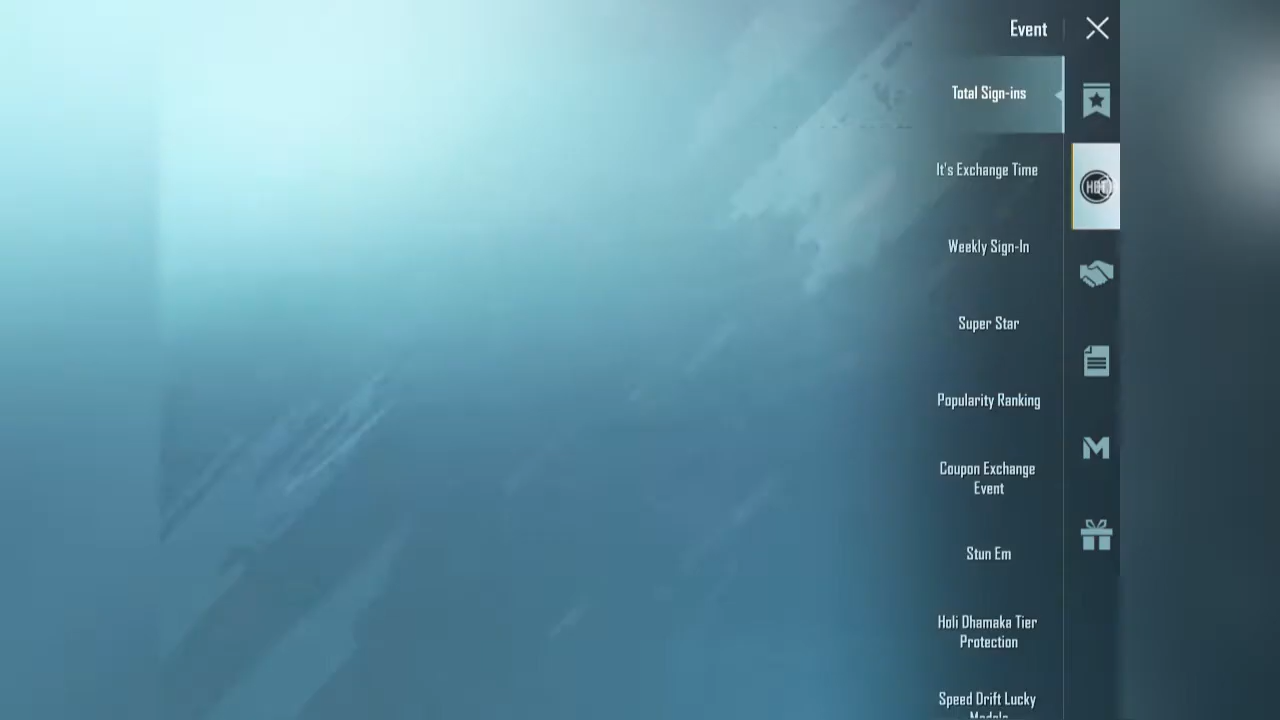 Event
Total Sign-ins
It's Exchange Time
Weekly Sign-In
Super Star
Popularity Ranking
Coupon Exchange
Event
Stun Em
Holi Dhamaka Tier
Protection
Speed Drift Lucky